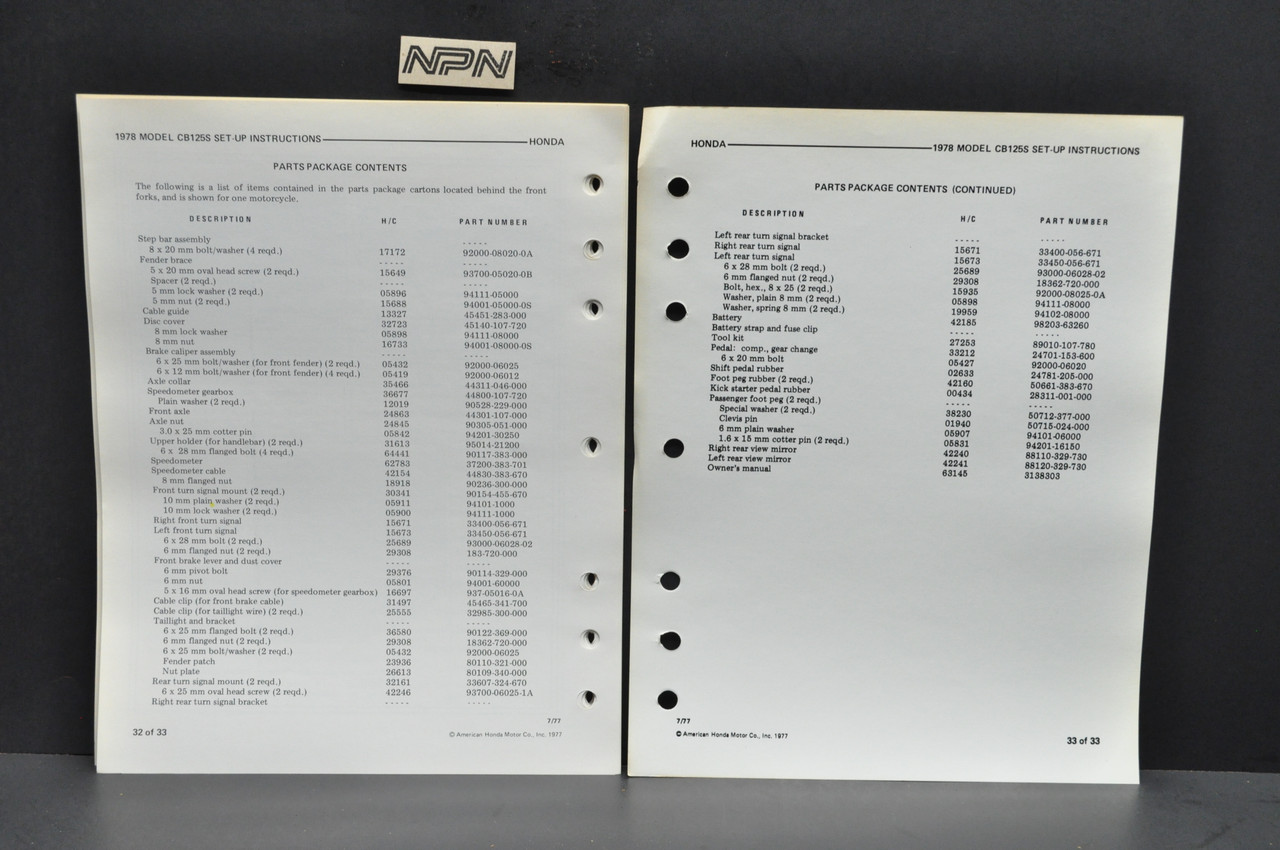 NPN
1978 MODEL CB125S SET-UP INSTRUCTIONS HONDA
PARTS PACKAGE CONTENTS
The following is a list of items contained in the parts package cartons located behind the front
forks, and is shown for one motorcycle.
DESCRIPTION H/C PART NUMBER
Step bar assembly ----- -----
8 x 20 mm bolt/washer (4 reqd.) 17172 92000-08020-0A
Fender brace ----- -----
5 x 20 mm oval head screw (2 reqd.) 15649 93700-05020-0B
Spacer (2 reqd.) ----- -----
5 mm lock washer (2 reqd.) 05896 94111-05000
5 mm nut (2 reqd.) 15688 94001-05000-0S
Cable guide 13327 45451-283-000
Disc cover 32723 45140-107-720
8 mm lock washer 05898 94111-08000
8 mm nut 16733 94001-08000-0S
Brake caliper assembly ----- -----
6 x 25 mm bolt/washer (for front fender) (2 reqd.) 05432 92000-06025
6 x 12 mm bolt/washer (for front fender) (4 reqd.) 05419 92000-06012
Axle collar 35466 44311-046-000
Speedometer gearbox 36677 44800-107-720
Plain washer (2 reqd.) 12019 90528-229-000
Front axle 24863 44301-107-000
Axle nut 24845 90305-051-000
3.0 x 25 mm cotter pin 05842 94201-30250
Upper holder (for handlebar) (2 reqd.) 31613 95014-21200
6 x 28 mm flanged bolt (4 reqd.) 64441 90117-383-000
Speedometer 62783 37200-383-701
Speedometer cable 42154 44830-383-670
8 mm flanged nut 18918 90236-300-000
Front turn signal mount (2 reqd.) 30341 90154-455-670
10 mm plain washer (2 reqd.) 05911 94101-1000
10 mm lock washer (2 reqd.) 05900 94111-1000
Right front turn signal 15671 33400-056-671
Left front turn signal 15673 33450-056-671
6 x 28 mm bolt (2 reqd.) 25689 93000-06028-02
6 mm flanged nut (2 reqd.) 29308 183-720-000
Front brake lever and dust cover ----- -----
6 mm pivot bolt 29376 90114-329-000
6 mm nut 05801 94001-60000
5 x 16 mm oval head screw (for speedometer gearbox) 16697 937-05016-0A
Cable clip (for front brake cable) 31497 45465-341-700
Cable clip (for taillight wire) (2 reqd.) 25555 32985-300-000
Taillight and bracket ----- -----
6 x 25 mm flanged bolt (2 reqd.) 36580 90122-369-000
6 mm flanged nut (2 reqd.) 29308 18362-720-000
6 x 25 mm bolt/washer (2 reqd.) 05432 92000-06025
Fender patch 23936 80110-321-000
Nut plate 26613 80109-340-000
Rear turn signal mount (2 reqd.) 32161 33607-324-670
6 x 25 mm oval head screw (2 reqd.) 42246 93700-06025-1A
Right rear turn signal bracket ----- -----
7/77
32 of 33 © American Honda Motor Co., Inc. 1977
HONDA 1978 MODEL CB125S SET-UP INSTRUCTIONS
PARTS PACKAGE CONTENTS (CONTINUED)
DESCRIPTION H/C PART NUMBER
Left rear turn signal bracket ----- -----
Right rear turn signal 15671 33400-056-671
Left rear turn signal 15673 33450-056-671
6 x 28 mm bolt (2 reqd.) 25689 93000-06028-02
6 mm flanged nut (2 reqd.) 29308 18362-720-000
Bolt, hex., 8 x 25 (2 reqd.) 15935 92000-08025-0A
Washer, plain 8 mm (2 reqd.) 05898 94111-08000
Washer, spring 8 mm (2 reqd.) 19959 94102-08000
Battery 42185 98203-63260
Battery strap and fuse clip
Tool kit 27253 89010-107-780
Pedal: comp., gear change 33212 24701-153-600
6 x 20 mm bolt 05427 92000-06020
Shift pedal rubber 02633 24781-205-000
Foot peg rubber (2 reqd.) 42160 50661-383-670
Kick starter pedal rubber 00434 28311-001-000
Passenger foot peg (2 reqd.) ----- -----
Special washer (2 reqd.) 38230 50712-377-000
Clevis pin 01940 50715-024-000
6 mm plain washer 05907 94101-06000
1.6 x 15 mm cotter pin (2 reqd.) 05831 94201-16150
Right rear view mirror 42240 88110-329-730
Left rear view mirror 42241 88120-329-730
Owner's manual 63145 3138303
7/77
© American Honda Motor Co., Inc. 1977 33 of 33